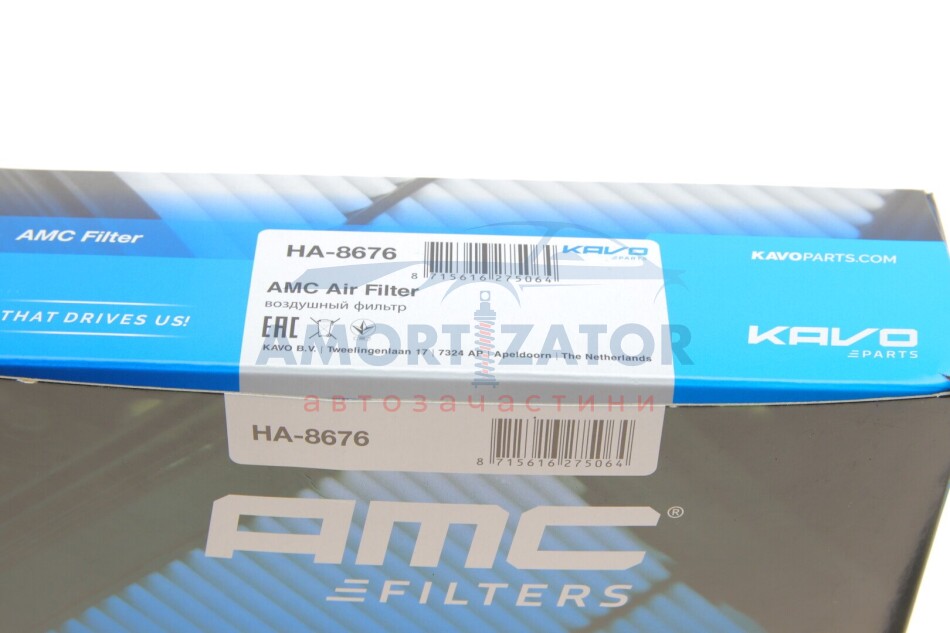 AMC Filter
HA-8676
KAVO
PARTS
KAVOPARTS.COM
8 715616 275064
AMC Air Filter
воздушный фильтр
THAT DRIVES US!
EAC
AMORTIZATOR
KAVO
PARTS
KAVO B.V. | Tweelingenlaan 17 | 7324 AP | Apeldoorn | The Netherlands
автозачастини
HA-8676
8 715616 275064
AMC®
FILTERS